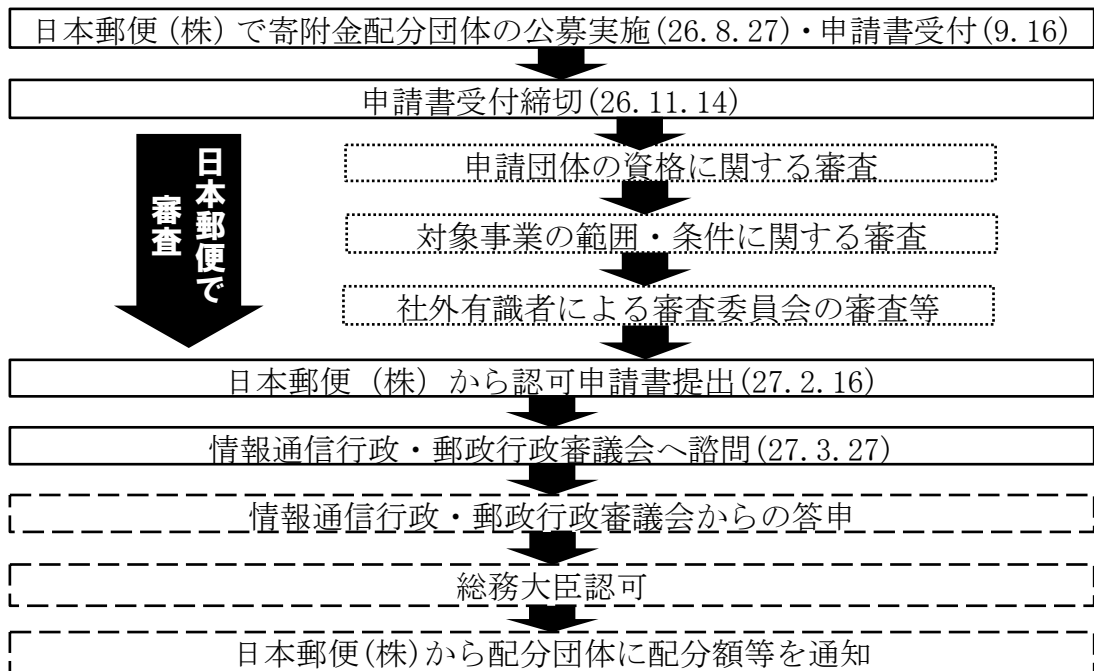 日本郵便(株)で寄附金配分団体の公募実施(26.8.27)・申請書受付(9.16)
申請書受付締切(26.11.14)
日本郵便で
審査
申請団体の資格に関する審査
対象事業の範囲・条件に関する審査
社外有識者による審査委員会の審査等
日本郵便(株)から認可申請書提出(27.2.16)
情報通信行政・郵政行政審議会へ諮問(27.3.27)
情報通信行政・郵政行政審議会からの答申
総務大臣認可
日本郵便(株)から配分団体に配分額等を通知